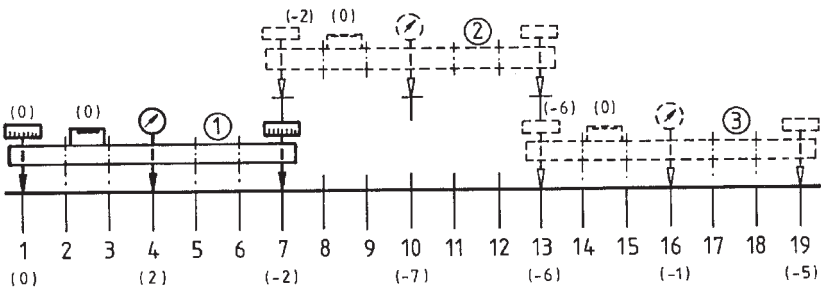 (-2) (0) 2
(0) (0) 1 (-6) (0) 3
1 2 3 4 5 6 7 8 9 10 11 12 13 14 15 16 17 18 19
(0) (2) (-2) (-7) (-6) (-1) (-5)